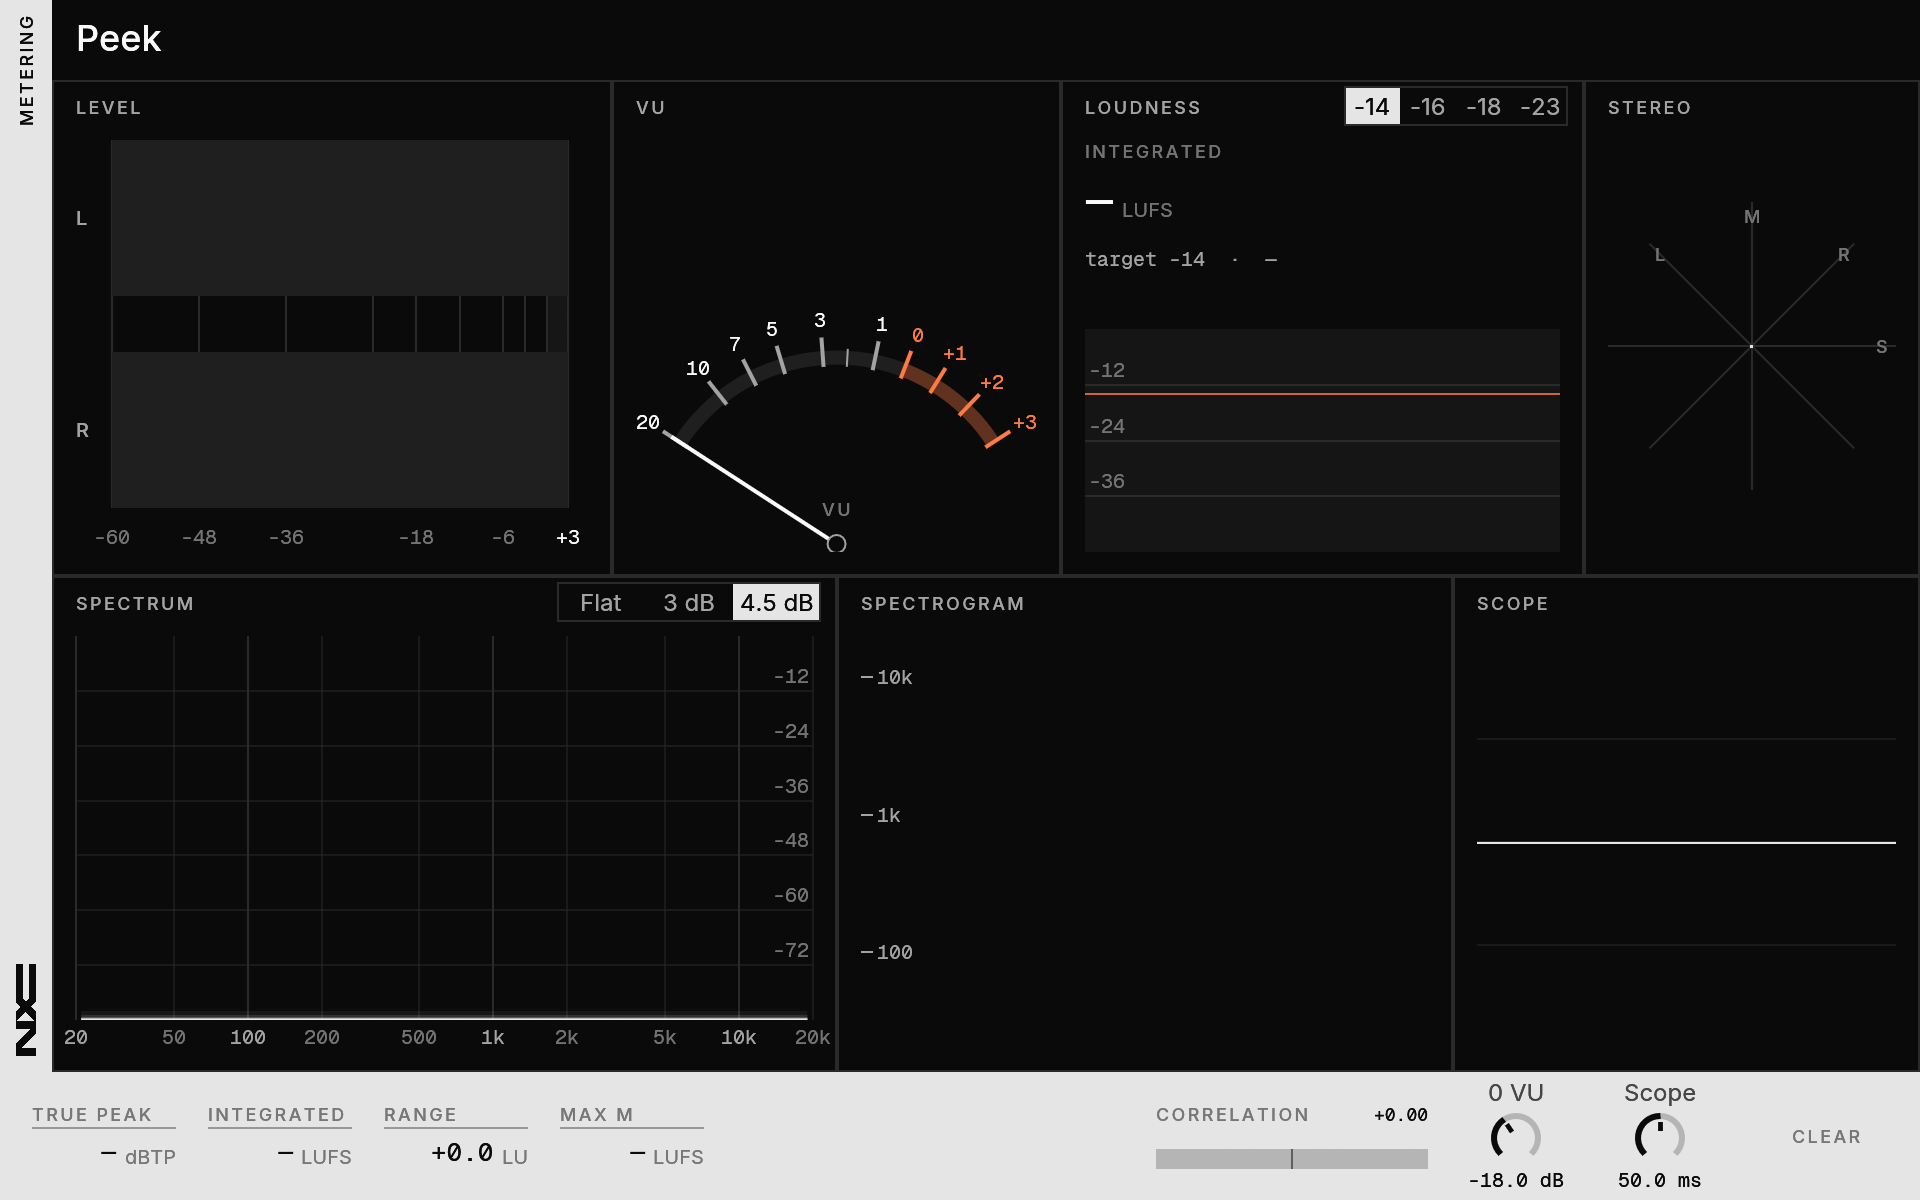 METERING
Peek
LEVEL
L
R
-60 -48 -36 -18 -6 +3
VU
20 10 7 5 3 1 0 +1 +2 +3
VU
LOUDNESS
-14 -16 -18 -23
INTEGRATED
— LUFS
target -14 · —
-12
-24
-36
STEREO
M
L R
S
SPECTRUM
Flat 3 dB 4.5 dB
-12
-24
-36
-48
-60
-72
20 50 100 200 500 1k 2k 5k 10k 20k
SPECTROGRAM
10k
1k
100
SCOPE
NXU
TRUE PEAK
— dBTP
INTEGRATED
— LUFS
RANGE
+0.0 LU
MAX M
— LUFS
CORRELATION +0.00
0 VU
-18.0 dB
Scope
50.0 ms
CLEAR